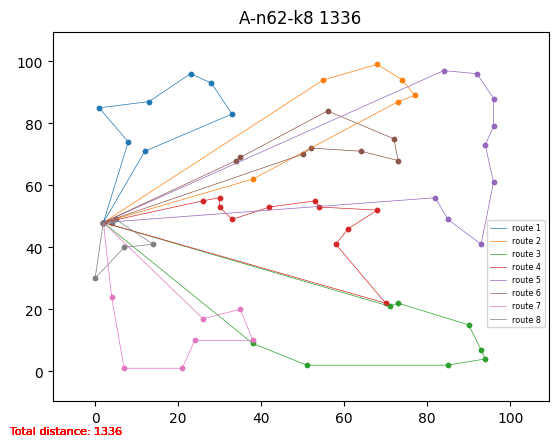 A-n62-k8 1336
100
80
60
40
20
0
route 1
route 2
route 3
route 4
route 5
route 6
route 7
route 8
0 20 40 60 80 100
Total distance: 1336